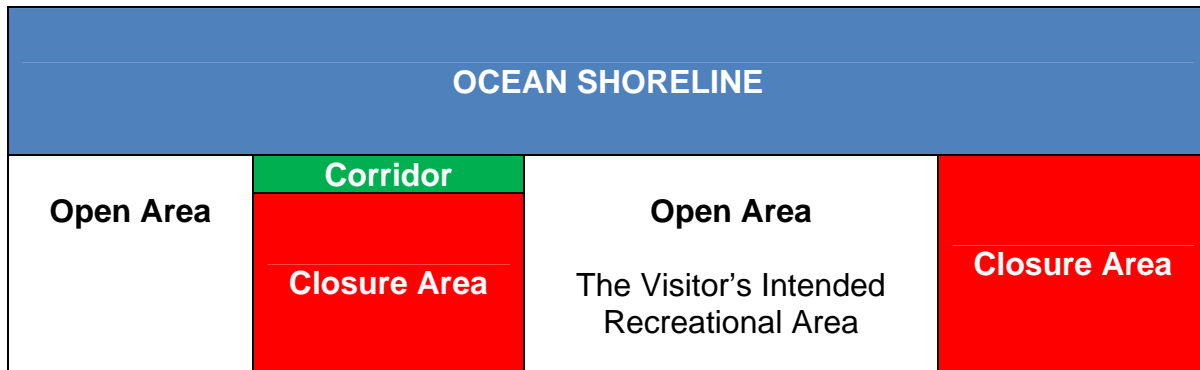 OCEAN SHORELINE
Corridor
Open Area
Closure Area
Open Area
The Visitor’s Intended
Recreational Area
Closure Area